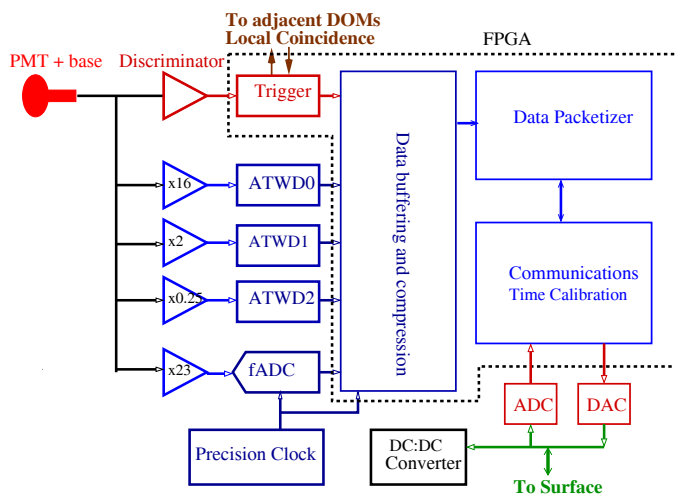 To adjacent DOMs
Local Coincidence
FPGA
PMT + base
Discriminator
Trigger
Data Packetizer
Data buffering and compression
x16
ATWD0
x2
ATWD1
x0.25
ATWD2
Communications
Time Calibration
x23
fADC
ADC
DAC
Precision Clock
DC:DC
Converter
To Surface